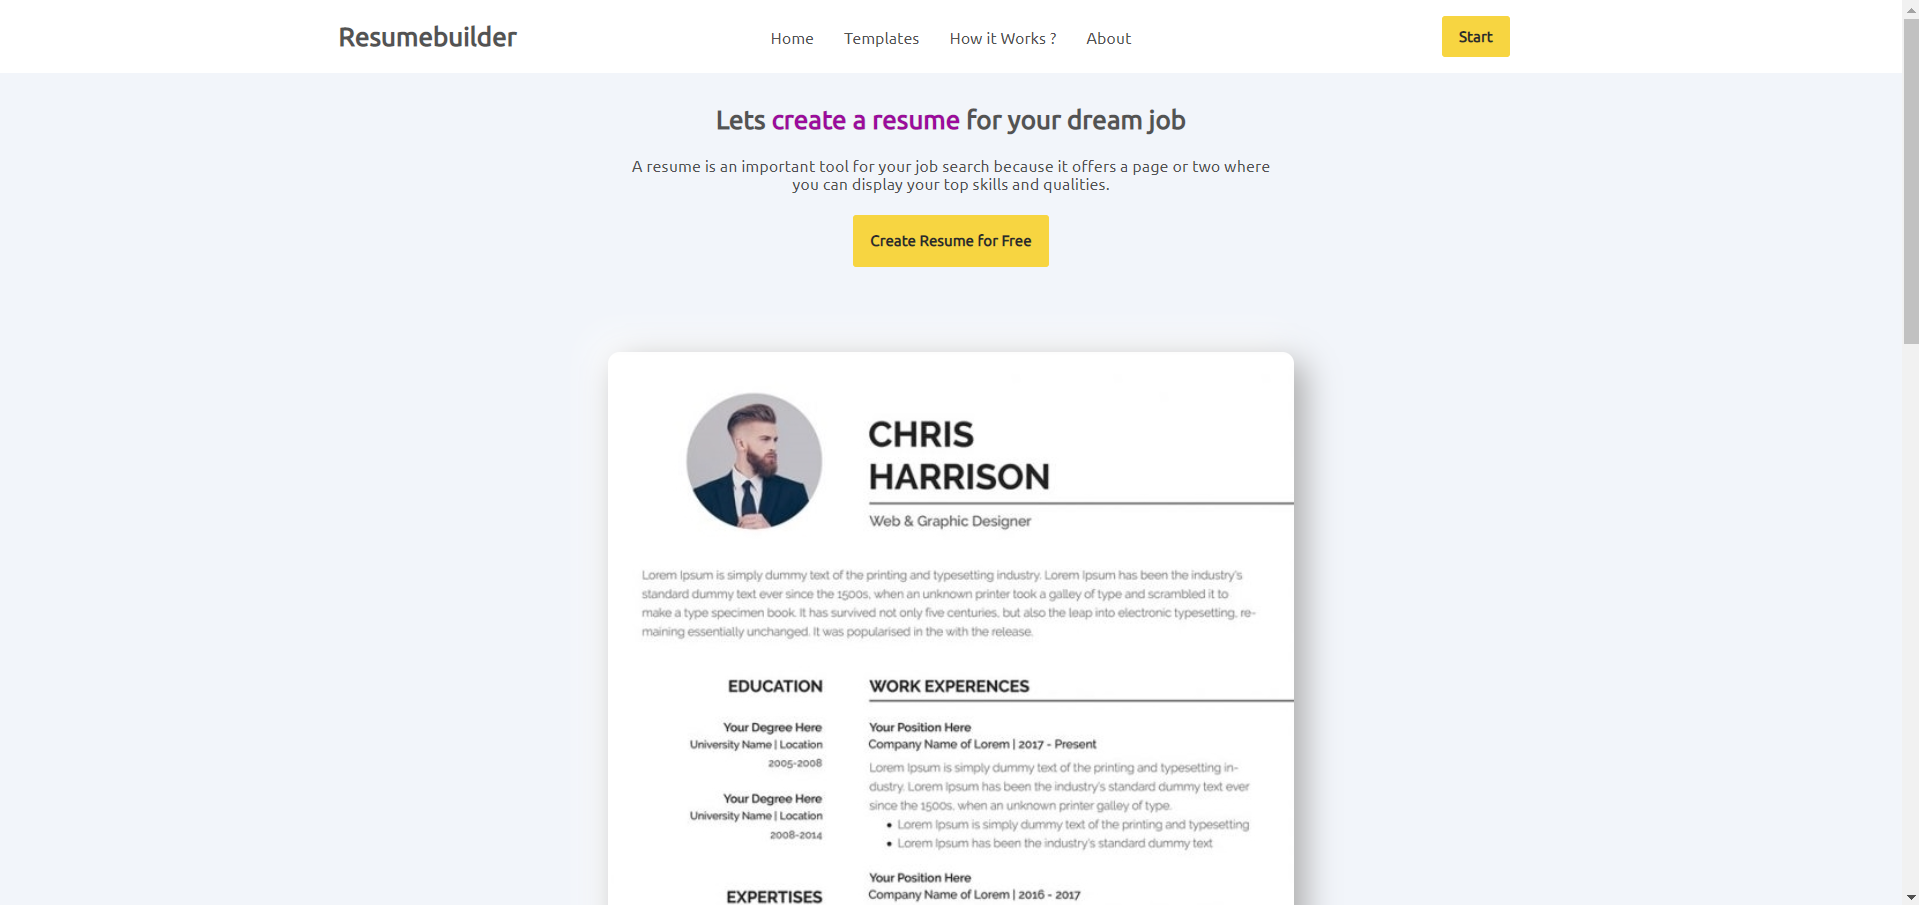 Resumebuilder
Home Templates How it Works ? About
Start
Lets create a resume for your dream job
A resume is an important tool for your job search because it offers a page or two where
you can display your top skills and qualities.
Create Resume for Free
CHRIS
HARRISON
Web & Graphic Designer
Lorem Ipsum is simply dummy text of the printing and typesetting industry. Lorem Ipsum has been the industry's
standard dummy text ever since the 1500s, when an unknown printer took a galley of type and scrambled it to
make a type specimen book. It has survived not only five centuries, but also the leap into electronic typesetting, re-
maining essentially unchanged. It was popularised in the with the release.
EDUCATION
Your Degree Here
University Name | Location
2005-2008
Your Degree Here
University Name | Location
2008-2014
EXPERTISES
WORK EXPERENCES
Your Position Here
Company Name of Lorem | 2017 - Present
Lorem Ipsum is simply dummy text of the printing and typesetting in-
dustry. Lorem Ipsum has been the industry's standard dummy text ever
since the 1500s, when an unknown printer galley of type.
• Lorem Ipsum is simply dummy text of the printing and typesetting
• Lorem Ipsum has been the industry's standard dummy text
Your Position Here
Company Name of Lorem | 2016 - 2017